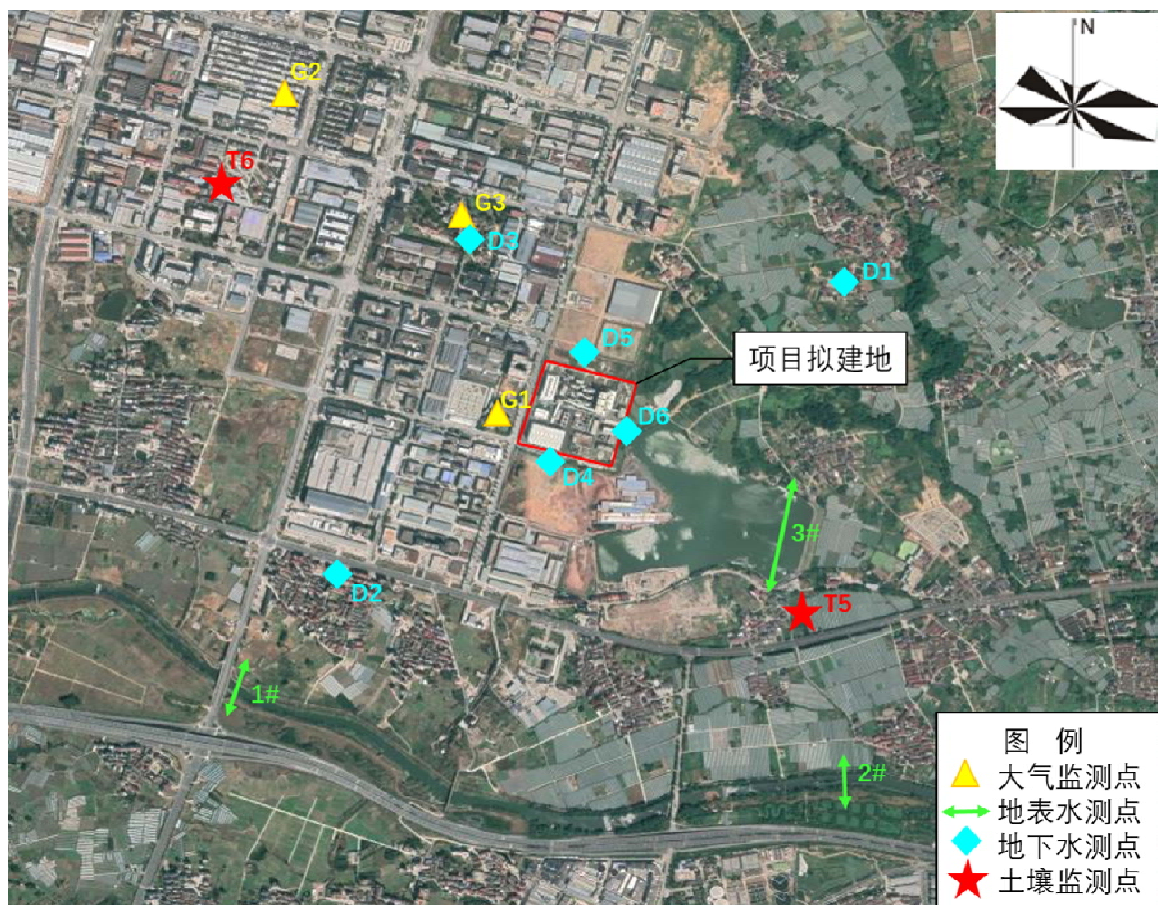 N
G2
T6
G3
D3
D1
D5
项目拟建地
G1
D6
D4
3#
D2
T5
1#
2#
图 例
大气监测点
地表水测点
地下水测点
土壤监测点